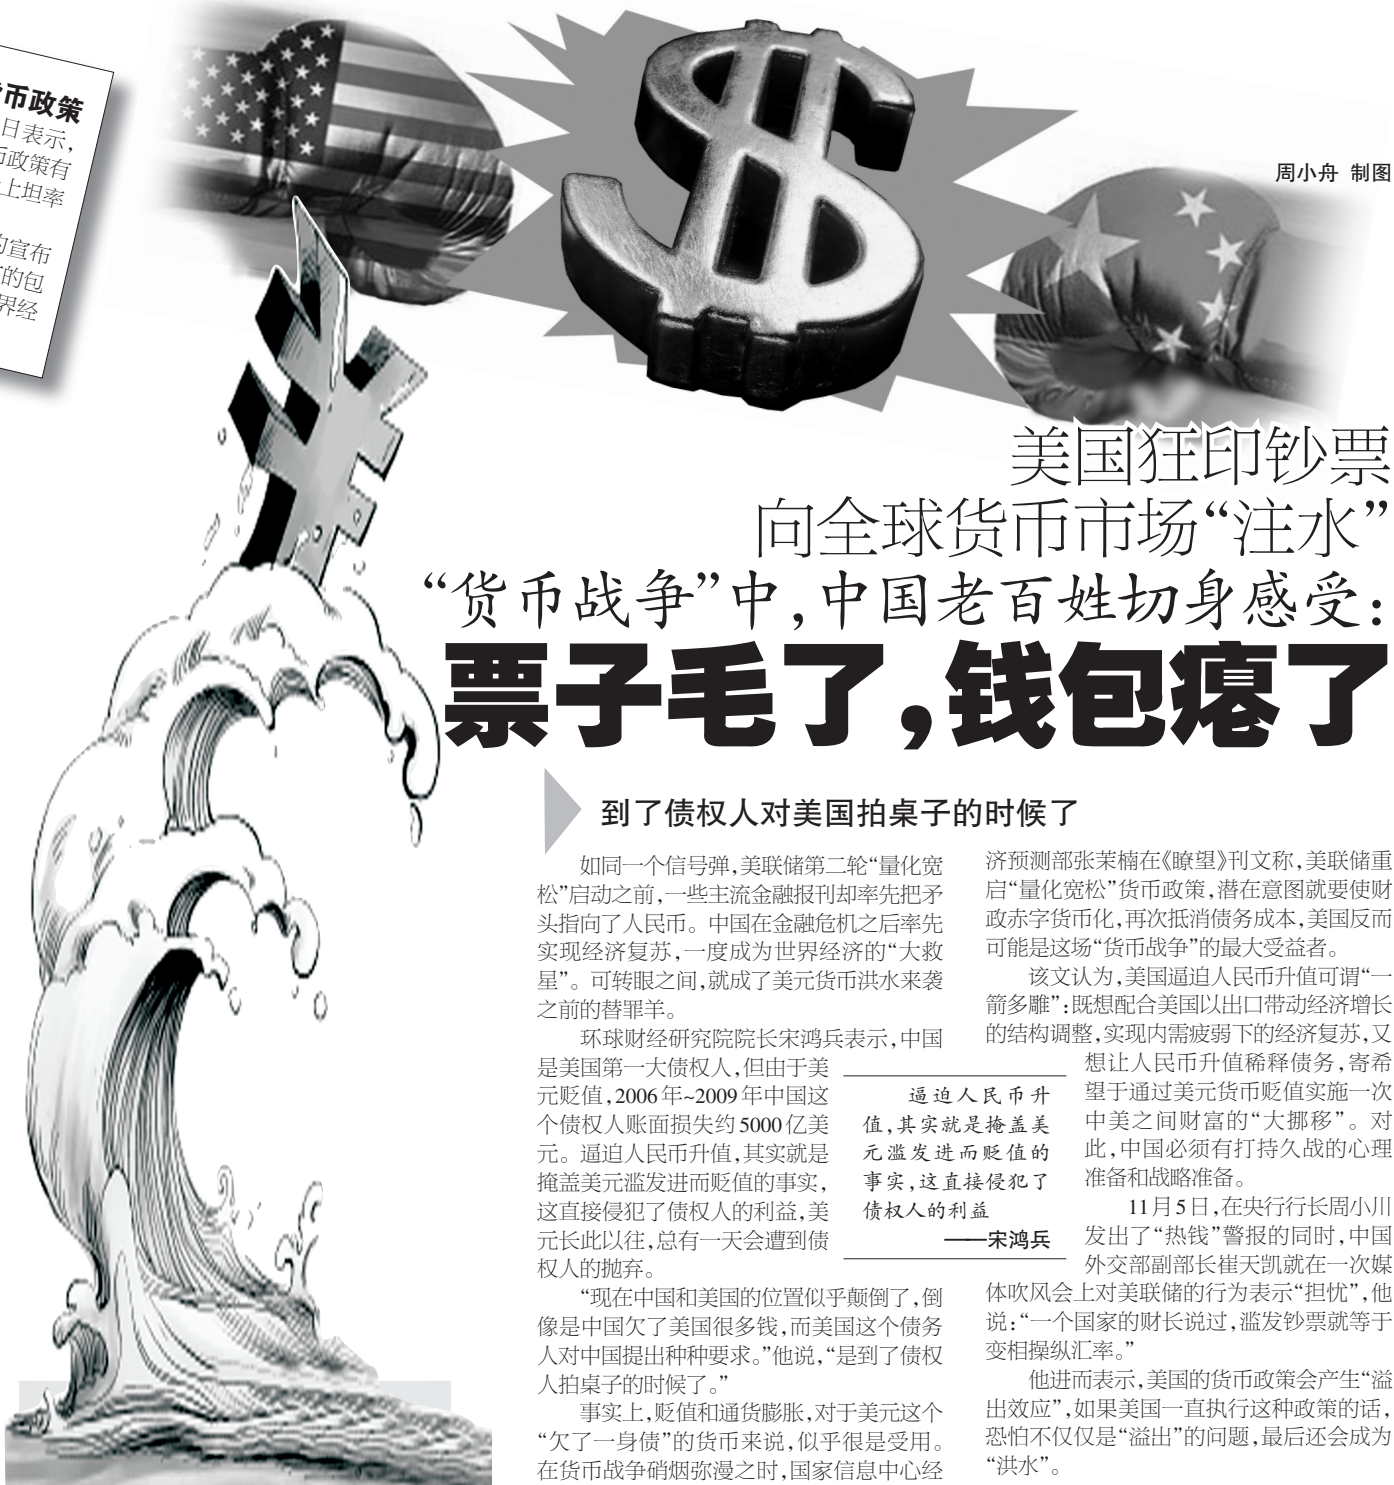 币政策
日表示,
币政策有
上坦率
宣布
的包
界经
周小舟 制图
美国狂印钞票
向全球货币市场“注水”
“货币战争”中,中国老百姓切身感受:
票子毛了,钱包瘪了
到了债权人对美国拍桌子的时候了
如同一个信号弹,美联储第二轮“量化宽
松”启动之前,一些主流金融报刊却率先把矛
头指向了人民币。中国在金融危机之后率先
实现经济复苏,一度成为世界经济的“大救
星”。可转眼之间,就成了美元货币洪水来袭
之前的替罪羊。
环球财经研究院院长宋鸿兵表示,中国
是美国第一大债权人,但由于美
元贬值,2006年~2009年中国这
个债权人账面损失约5000亿美
元。逼迫人民币升值,其实就是
掩盖美元滥发进而贬值的事实,
这直接侵犯了债权人的利益,美
元长此以往,总有一天会遭到债
权人的抛弃。
“现在中国和美国的位置似乎颠倒了,倒
像是中国欠了美国很多钱,而美国这个债务
人对中国提出种种要求。”他说,“是到了债权
人拍桌子的时候了。”
事实上,贬值和通货膨胀,对于美元这个
“欠了一身债”的货币来说,似乎很是受用。
在货币战争硝烟弥漫之时,国家信息中心经
逼迫人民币升
值,其实就是掩盖美
元滥发进而贬值的
事实,这直接侵犯了
债权人的利益
——宋鸿兵
济预测部张茉楠在《瞭望》刊文称,美联储重
启“量化宽松”货币政策,潜在意图就要使财
政赤字货币化,再次抵消债务成本,美国反而
可能是这场“货币战争”的最大受益者。
该文认为,美国逼迫人民币升值可谓“一
箭多雕”:既想配合美国以出口带动经济增长
的结构调整,实现内需疲弱下的经济复苏,又
想让人民币升值稀释债务,寄希
望于通过美元货币贬值实施一次
中美之间财富的“大挪移”。对
此,中国必须有打持久战的心理
准备和战略准备。
11月5日,在央行行长周小川
发出了“热钱”警报的同时,中国
外交部副部长崔天凯就在一次媒
体吹风会上对美联储的行为表示“担忧”,他
说:“一个国家的财长说过,滥发钞票就等于
变相操纵汇率。”
他进而表示,美国的货币政策会产生“溢
出效应”,如果美国一直执行这种政策的话,
恐怕不仅仅是“溢出”的问题,最后还会成为
“洪水”。